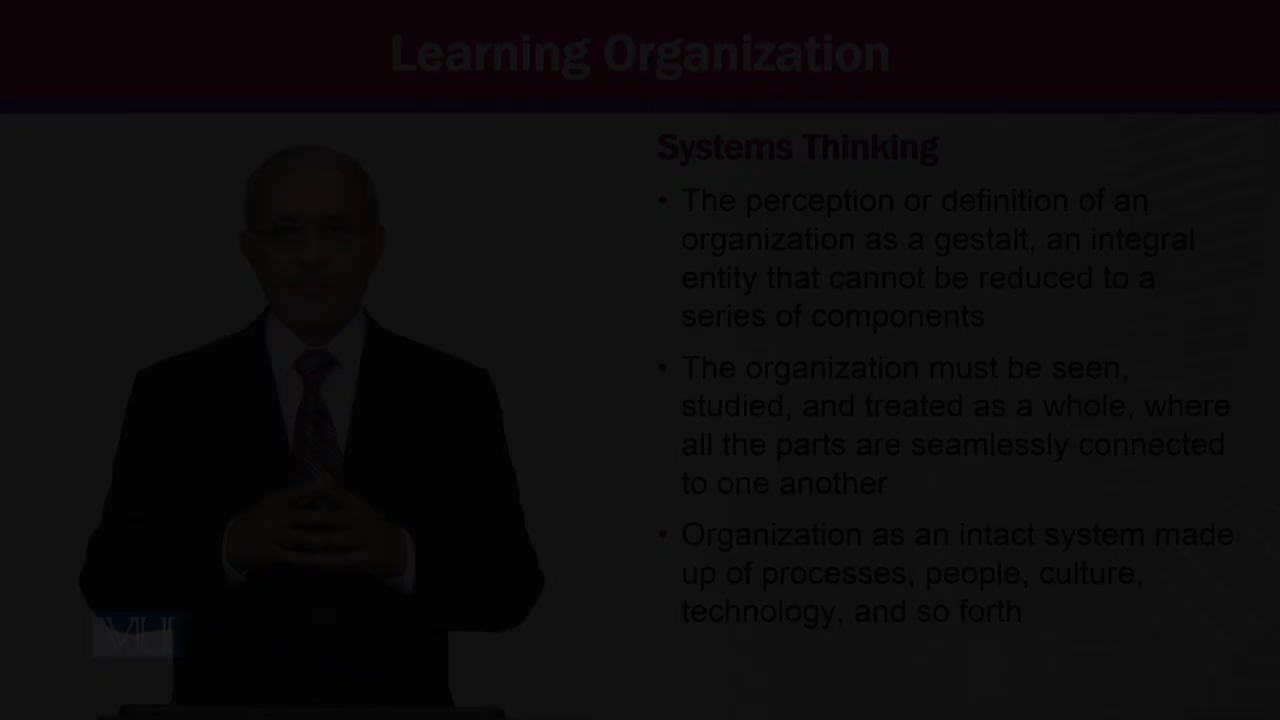 Learning Organization
Systems Thinking
• The perception or definition of an
organization as a gestalt, an integral
entity that cannot be reduced to a
series of components
• The organization must be seen,
studied, and treated as a whole, where
all the parts are seamlessly connected
to one another
• Organization as an intact system made
up of processes, people, culture,
technology, and so forth
VU